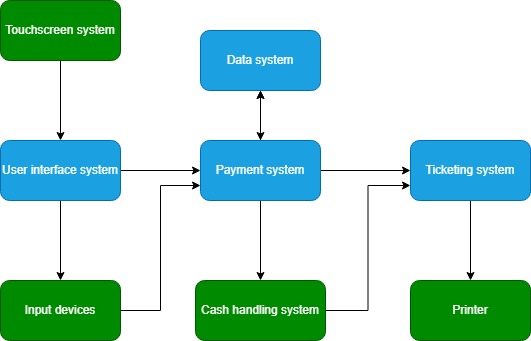 Touchscreen system
Data system
User interface system
Payment system
Ticketing system
Input devices
Cash handling system
Printer